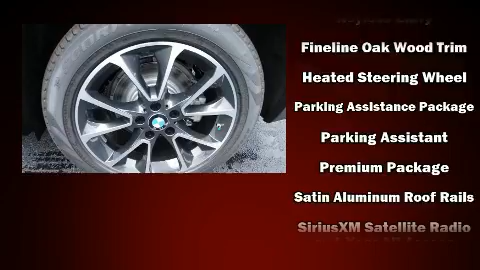 Fineline Oak Wood Trim
Heated Steering Wheel
Parking Assistance Package
Parking Assistant
Premium Package
Satin Aluminum Roof Rails
SiriusXM Satellite Radio